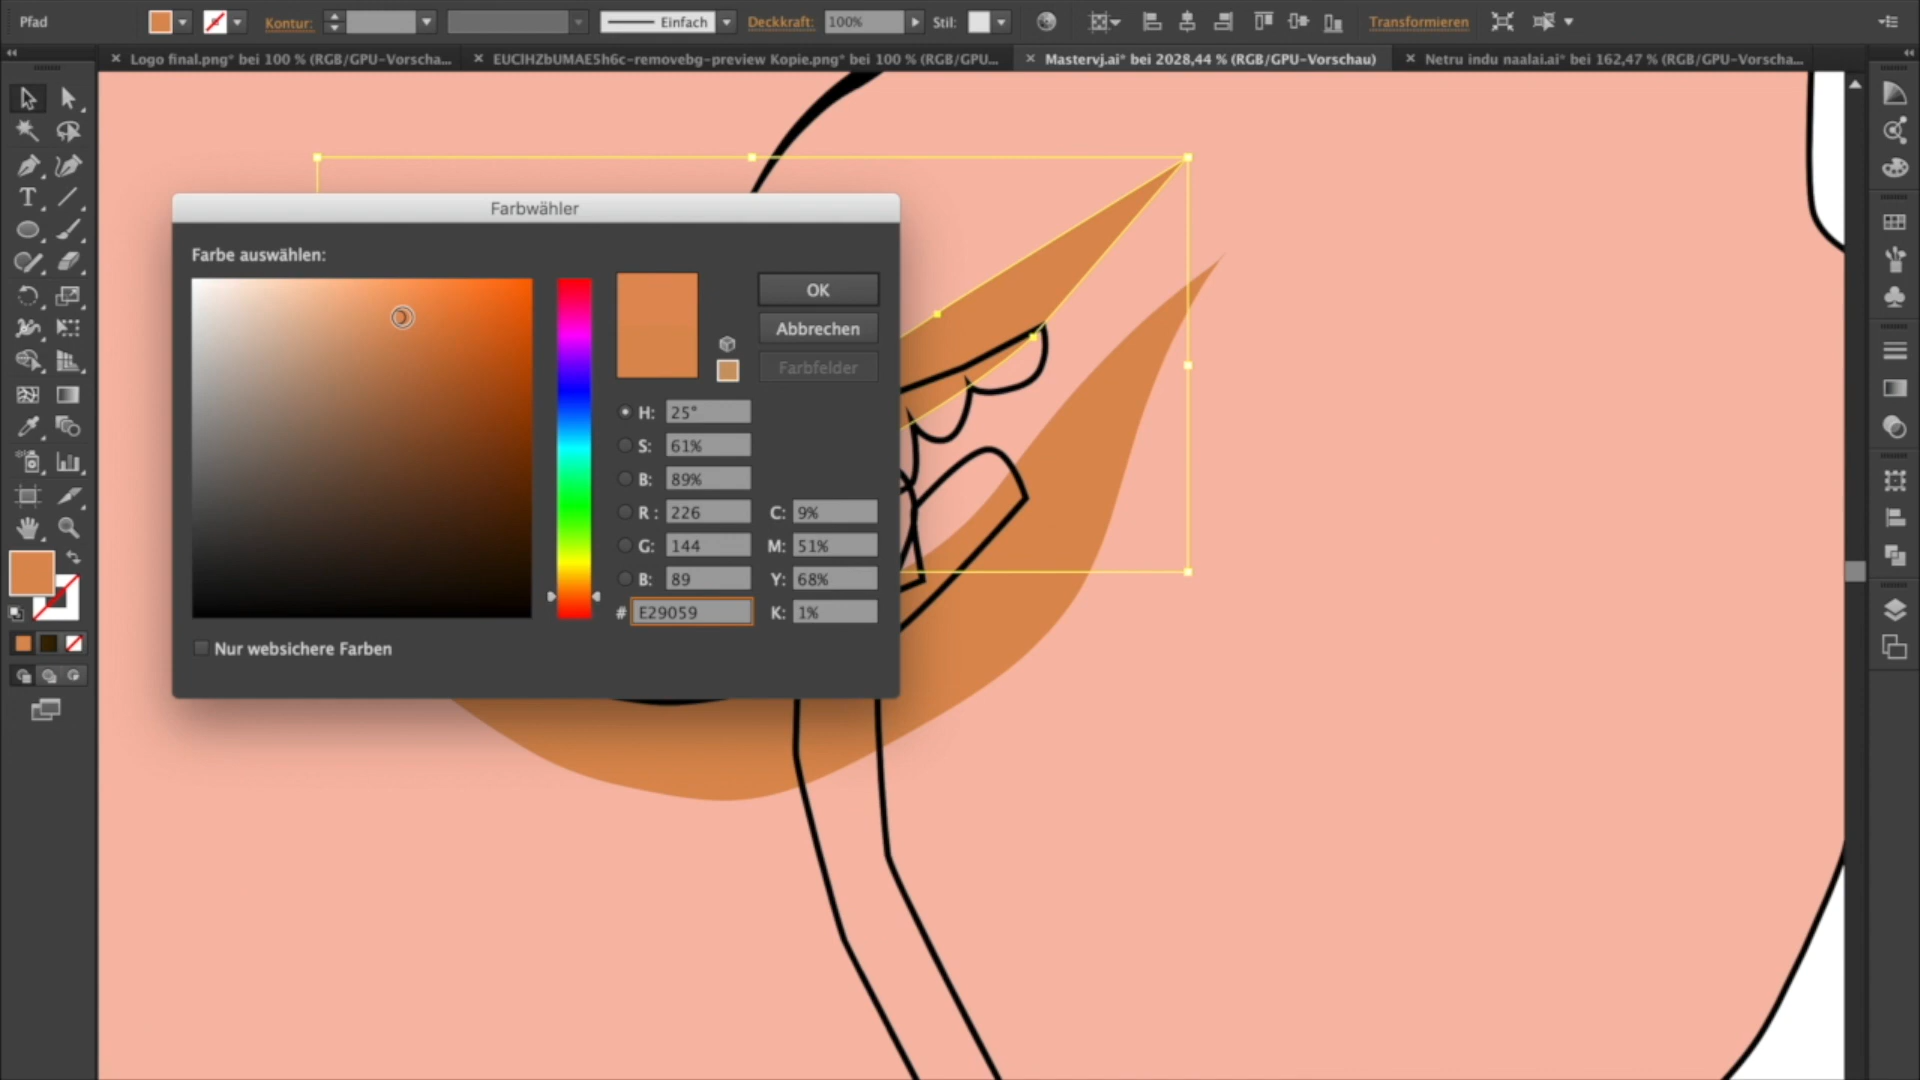 Pfad
Kontur:
Einfach
Deckkraft:
100%
Stil:
Transformieren
Logo final.png* bei 100 % (RGB/GPU-Vorscha...
EUClHZbUMAE5h6c-removebg-preview Kopie.png* bei 100 % (RGB/GPU...
Mastervj.ai* bei 2028,44 % (RGB/GPU-Vorschau)
Netru indu naalai.ai* bei 162,47 % (RGB/GPU-Vorscha...
Farbwähler
Farbe auswählen:
OK
Abbrechen
Farbfelder
H: 25°
S: 61%
B: 89%
R: 226
C: 9%
G: 144
M: 51%
B: 89
Y: 68%
# E29059
K: 1%
Nur websichere Farben